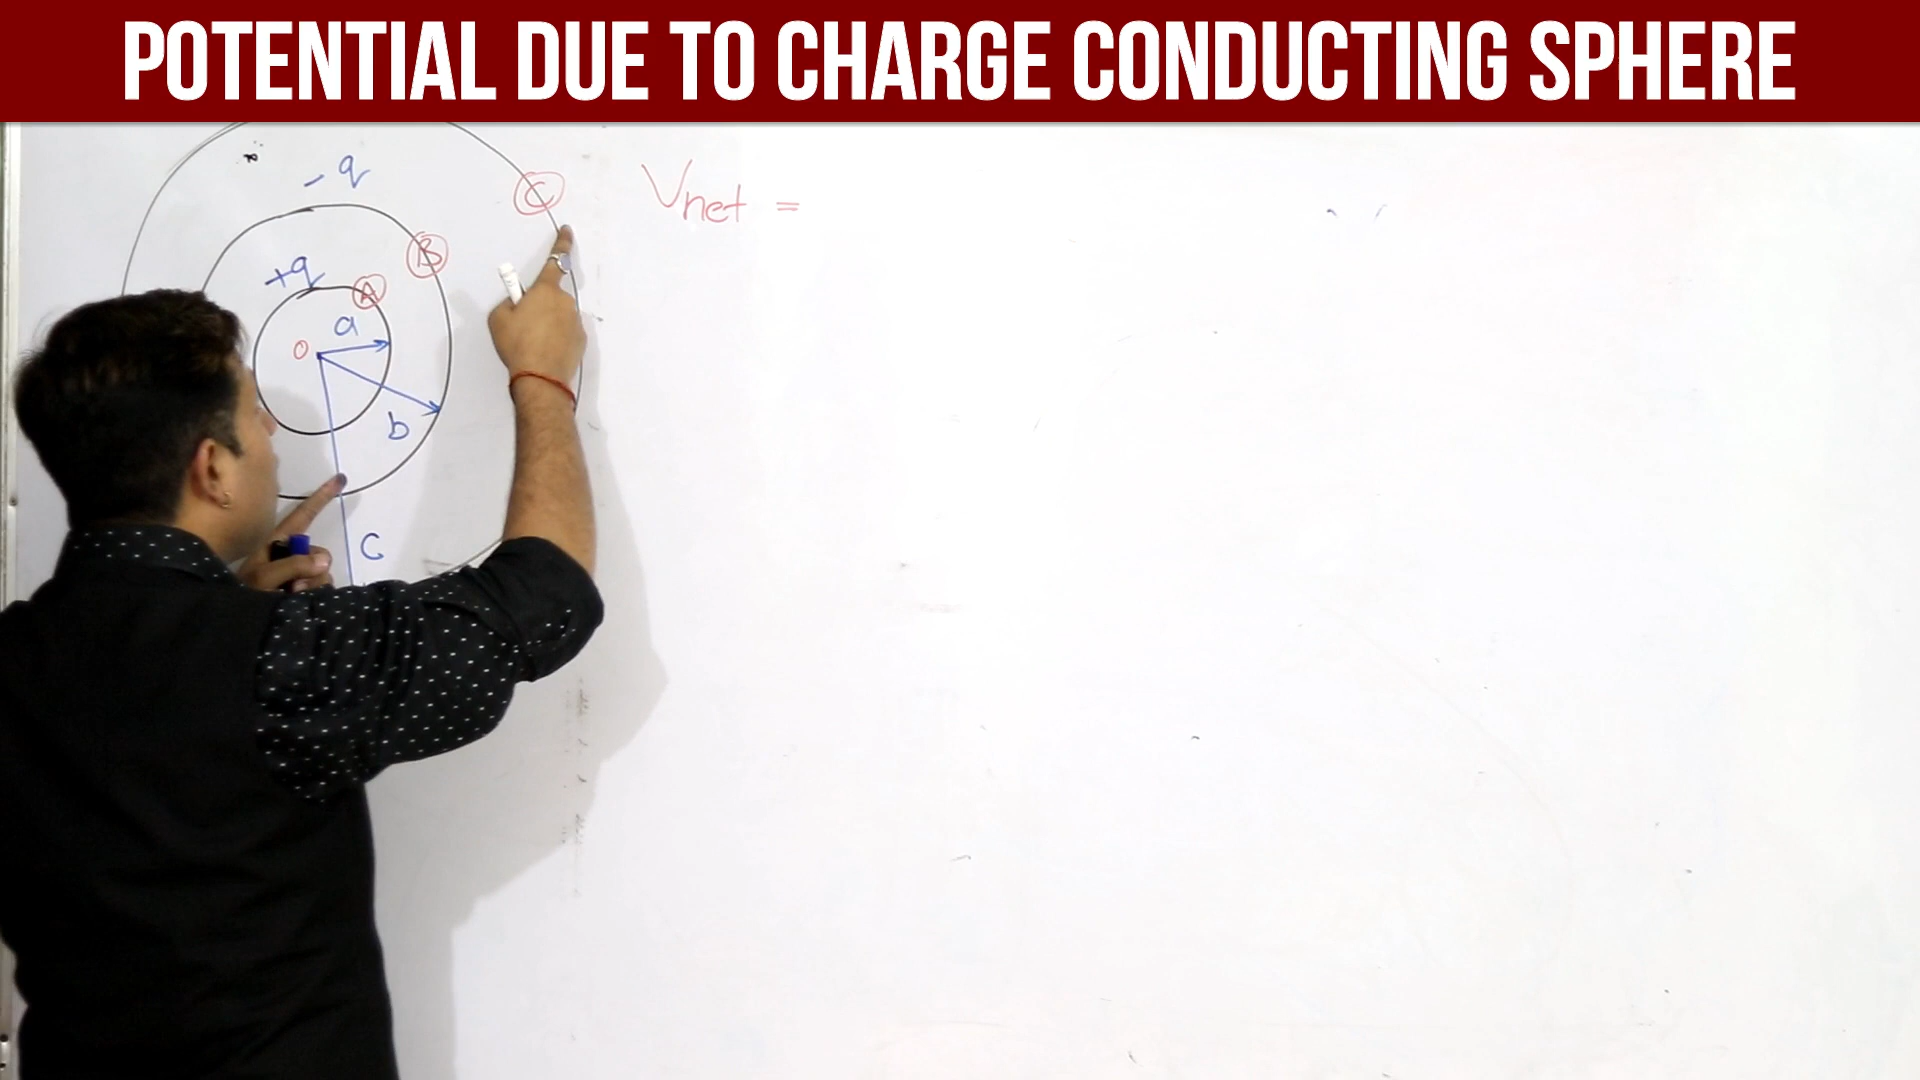 POTENTIAL DUE TO CHARGE CONDUCTING SPHERE
-q
C
Vnet =
B
+q
A
a
O
b
C